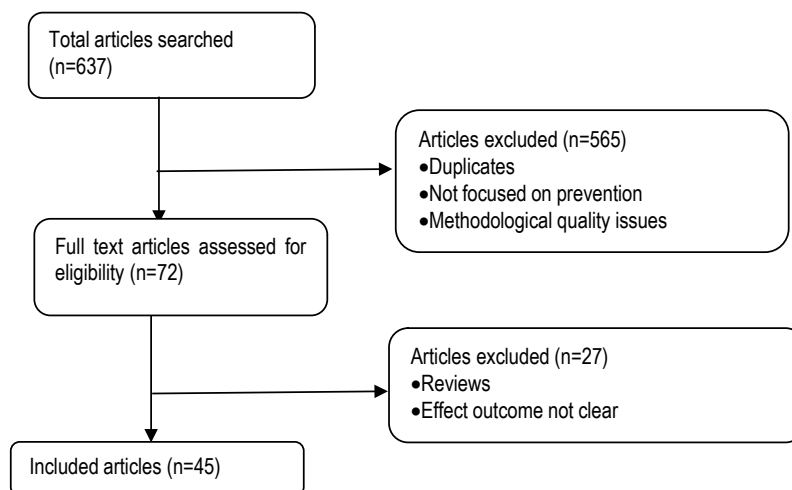 Total articles searched
(n=637)
Articles excluded (n=565)
•Duplicates
•Not focused on prevention
•Methodological quality issues
Full text articles assessed for
eligibility (n=72)
Articles excluded (n=27)
•Reviews
•Effect outcome not clear
Included articles (n=45)